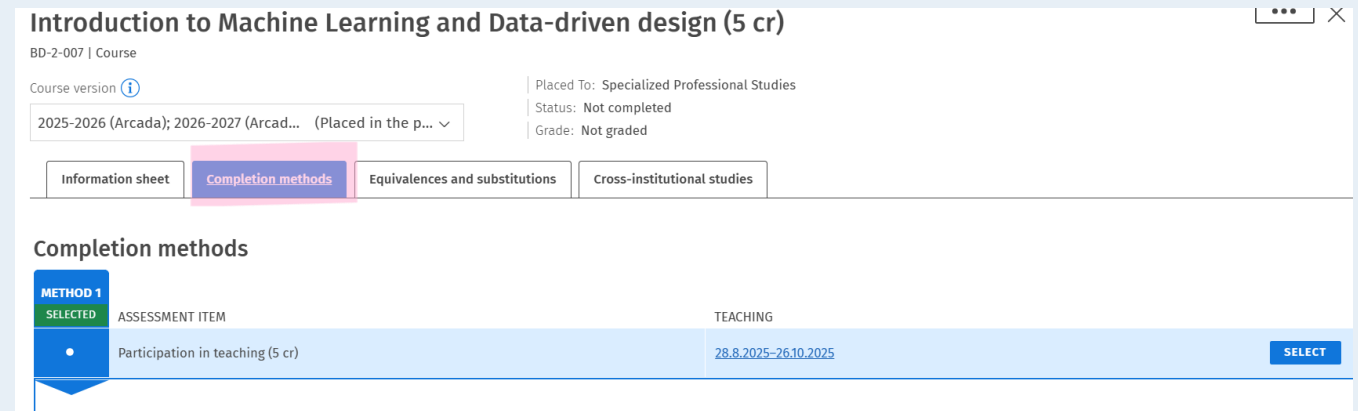 Introduction to Machine Learning and Data-driven design (5 cr)
BD-2-007 | Course
Course version
2025-2026 (Arcada); 2026-2027 (Arcad... (Placed in the p...
Placed To: Specialized Professional Studies
Status: Not completed
Grade: Not graded
Information sheet
Completion methods
Equivalences and substitutions
Cross-institutional studies
Completion methods
METHOD 1
SELECTED
ASSESSMENT ITEM
TEACHING
Participation in teaching (5 cr)
28.8.2025–26.10.2025
SELECT